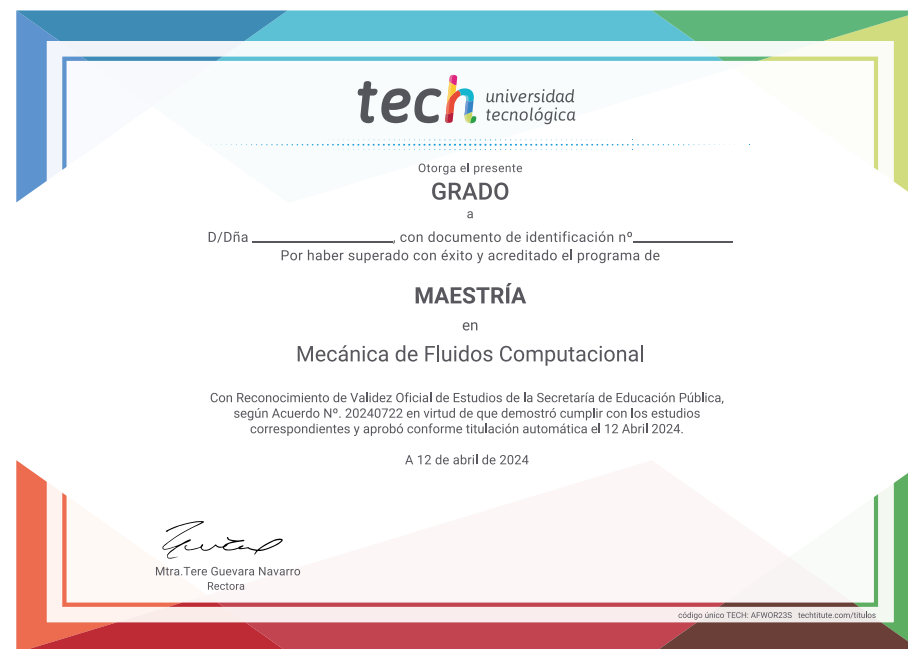 tech universidad
tecnológica
Otorga el presente
GRADO
a
D/Dña ________________, con documento de identificación nº____________
Por haber superado con éxito y acreditado el programa de
MAESTRÍA
en
Mecánica de Fluidos Computacional
Con Reconocimiento de Validez Oficial de Estudios de la Secretaría de Educación Pública,
según Acuerdo Nº. 20240722 en virtud de que demostró cumplir con los estudios
correspondientes y aprobó conforme titulación automática el 12 Abril 2024.
A 12 de abril de 2024
Mtra.Tere Guevara Navarro
Rectora
código único TECH: AFWOR23S techtitute.com/titulos